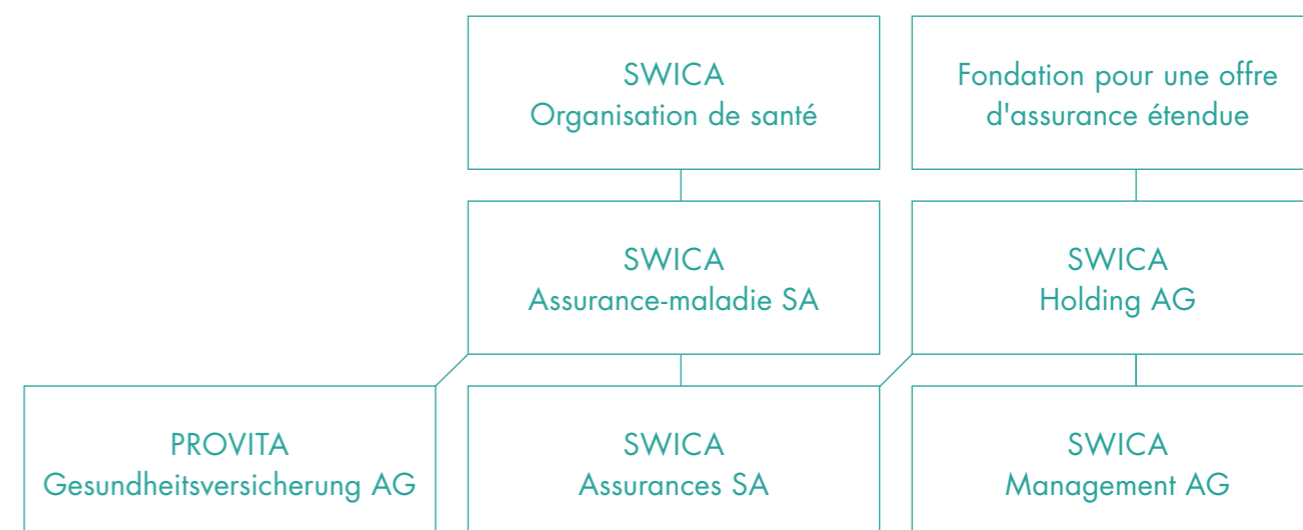 SWICA
Organisation de santé
Fondation pour une offre
d'assurance étendue
SWICA
Assurance-maladie SA
SWICA
Holding AG
PROVITA
Gesundheitsversicherung AG
SWICA
Assurances SA
SWICA
Management AG